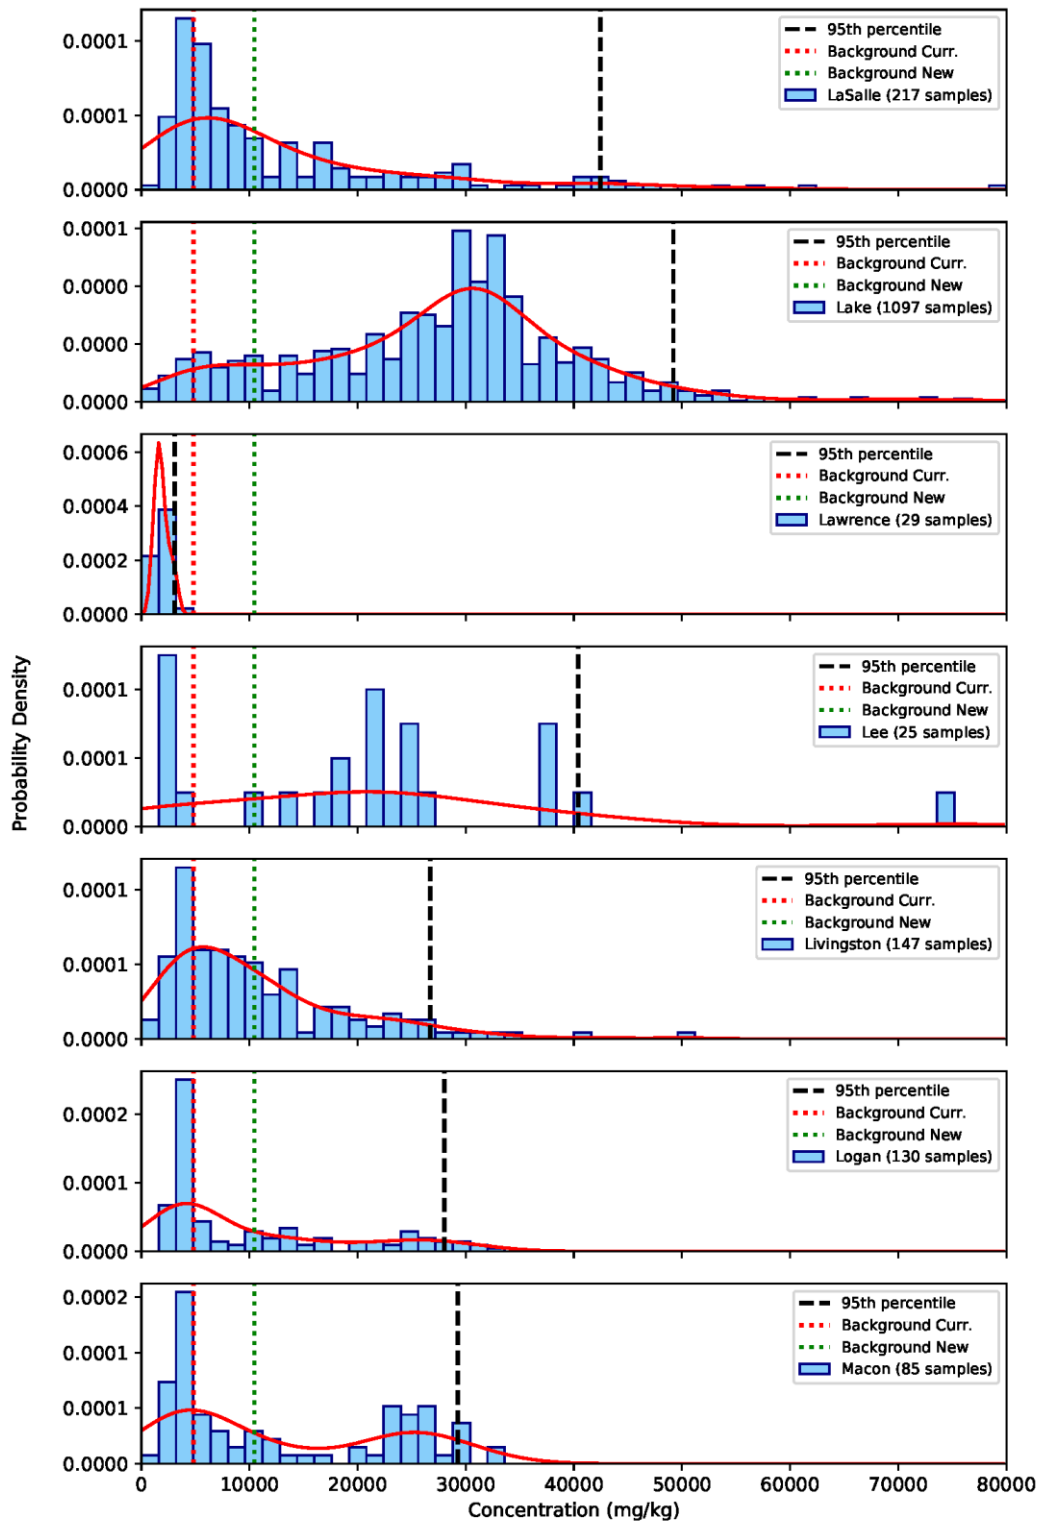 0.0001
0.0001
0.0000
95th percentile
Background Curr.
Background New
LaSalle (217 samples)
0.0001
0.0000
0.0000
0.0000
95th percentile
Background Curr.
Background New
Lake (1097 samples)
0.0006
0.0004
0.0002
0.0000
95th percentile
Background Curr.
Background New
Lawrence (29 samples)
Probability Density
0.0001
0.0001
0.0000
95th percentile
Background Curr.
Background New
Lee (25 samples)
0.0001
0.0001
0.0000
95th percentile
Background Curr.
Background New
Livingston (147 samples)
0.0002
0.0001
0.0000
95th percentile
Background Curr.
Background New
Logan (130 samples)
0.0002
0.0001
0.0001
0.0000
95th percentile
Background Curr.
Background New
Macon (85 samples)
0 10000 20000 30000 40000 50000 60000 70000 80000
Concentration (mg/kg)